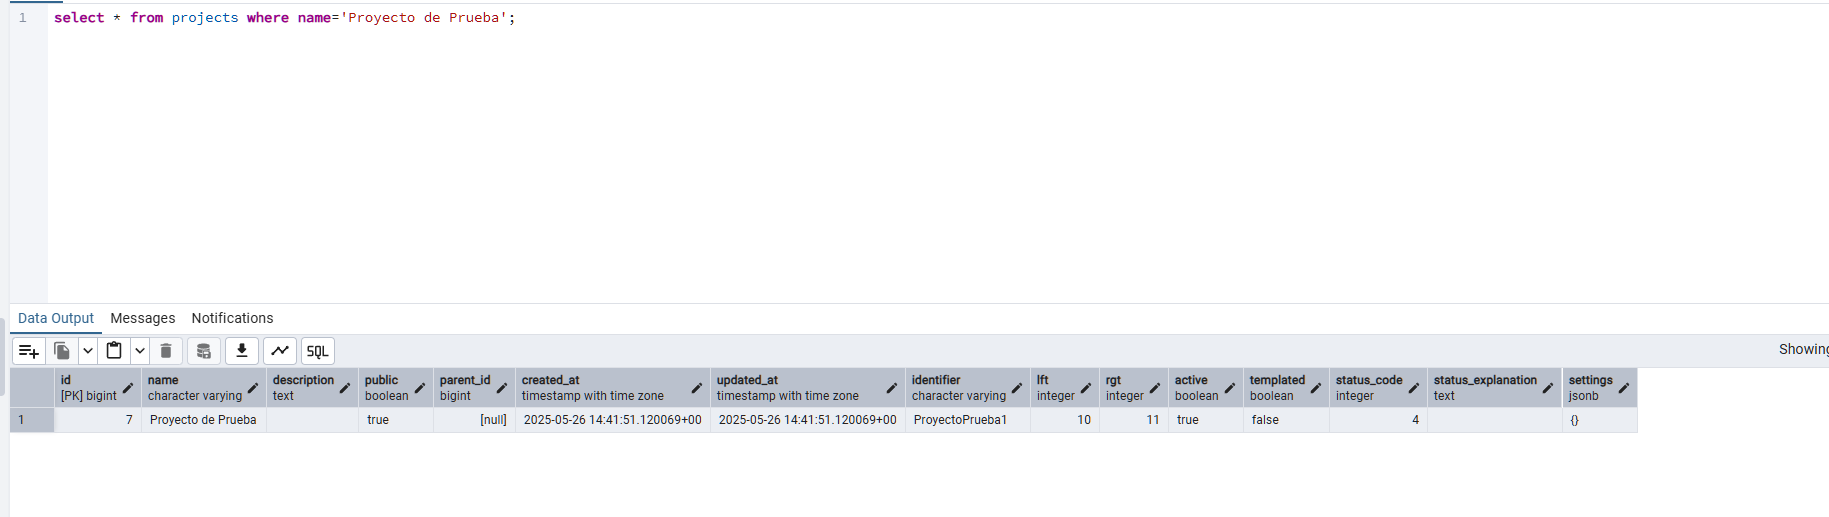 1 select * from projects where name='Proyecto de Prueba';
Data Output Messages Notifications
SQL Showing
id name description public parent_id created_at updated_at identifier lft rgt active templated status_code status_explanation settings
[PK] bigint character varying text boolean bigint timestamp with time zone timestamp with time zone character varying integer integer boolean boolean integer text jsonb
1 7 Proyecto de Prueba true [null] 2025-05-26 14:41:51.120069+00 2025-05-26 14:41:51.120069+00 ProyectoPrueba1 10 11 true false 4 {}